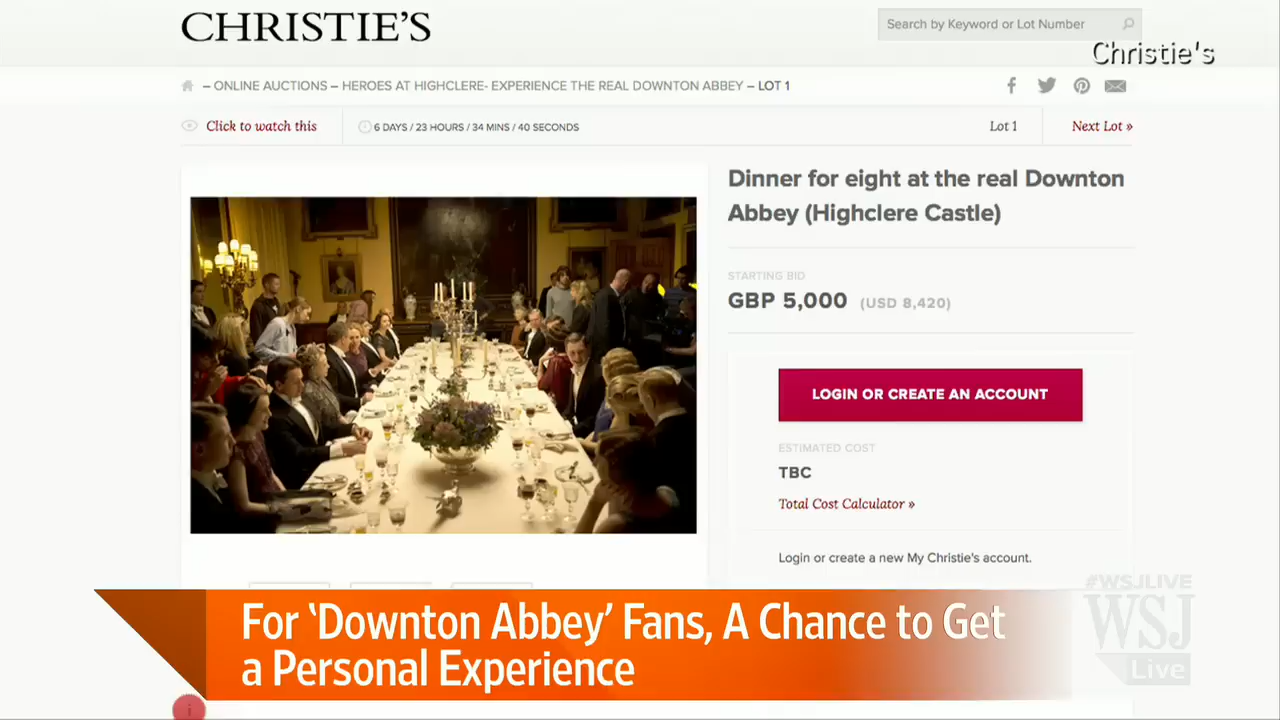 CHRISTIE'S
Search by Keyword or Lot Number
Christie's
– ONLINE AUCTIONS – HEROES AT HIGHCLERE- EXPERIENCE THE REAL DOWNTON ABBEY – LOT 1
Click to watch this
6 DAYS / 23 HOURS / 34 MINS / 40 SECONDS
Lot 1
Next Lot »
Dinner for eight at the real Downton
Abbey (Highclere Castle)
STARTING BID
GBP 5,000 (USD 8,420)
LOGIN OR CREATE AN ACCOUNT
ESTIMATED COST
TBC
Total Cost Calculator »
Login or create a new My Christie's account.
#WSJLIVE
WSJ
Live
For ‘Downton Abbey’ Fans, A Chance to Get
a Personal Experience
i